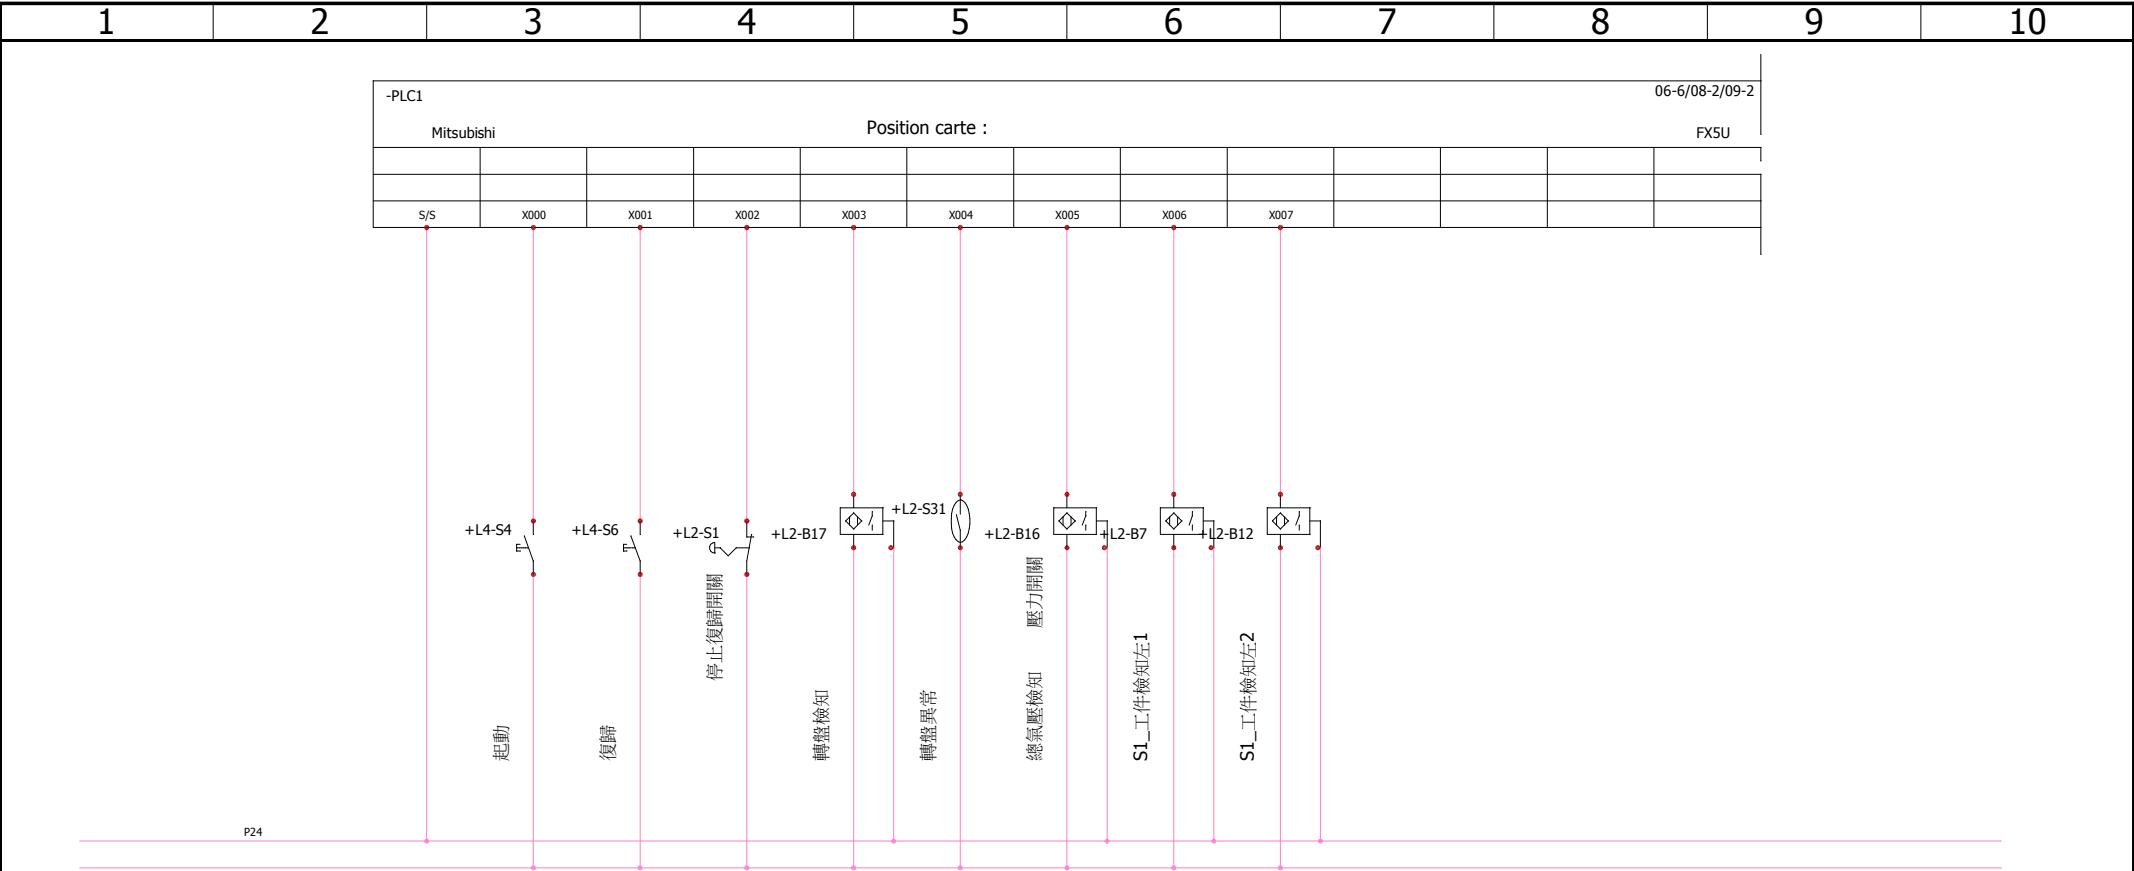 1 2 3 4 5 6 7 8 9 10
-PLC1 06-6/08-2/09-2
Mitsubishi Position carte : FX5U
S/S X000 X001 X002 X003 X004 X005 X006 X007
+L4-S4
+L4-S6
+L2-S1
+L2-B17
+L2-S31
+L2-B16
+L2-B7
+L2-B12
起動
復歸
停止復歸開關
轉盤檢知
轉盤異常
總氣壓檢知 壓力開關
S1_工件檢知左1
S1_工件檢知左2
P24